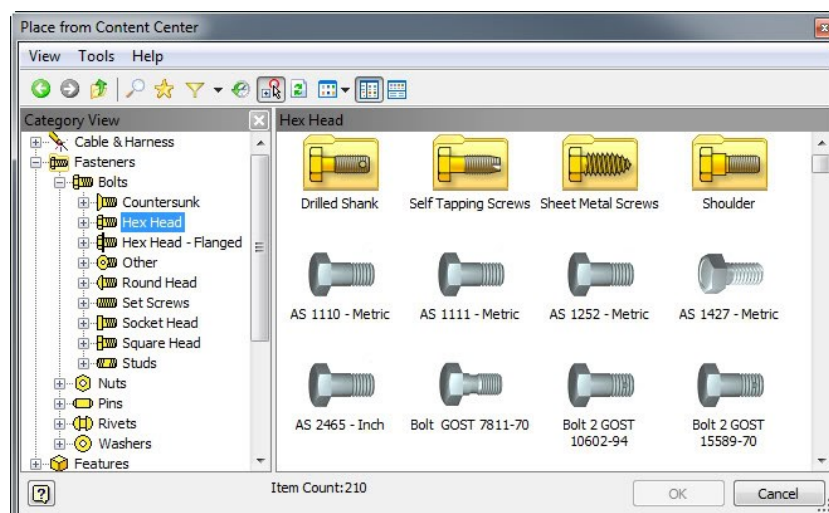 Place from Content Center
View Tools Help
Category View
Cable & Harness
Fasteners
Bolts
Countersunk
Hex Head
Hex Head - Flanged
Other
Round Head
Set Screws
Socket Head
Square Head
Studs
Nuts
Pins
Rivets
Washers
Features
Hex Head
Drilled Shank Self Tapping Screws Sheet Metal Screws Shoulder
AS 1110 - Metric AS 1111 - Metric AS 1252 - Metric AS 1427 - Metric
AS 2465 - Inch Bolt GOST 7811-70 Bolt 2 GOST Bolt 2 GOST
10602-94 15589-70
Item Count:210
OK Cancel